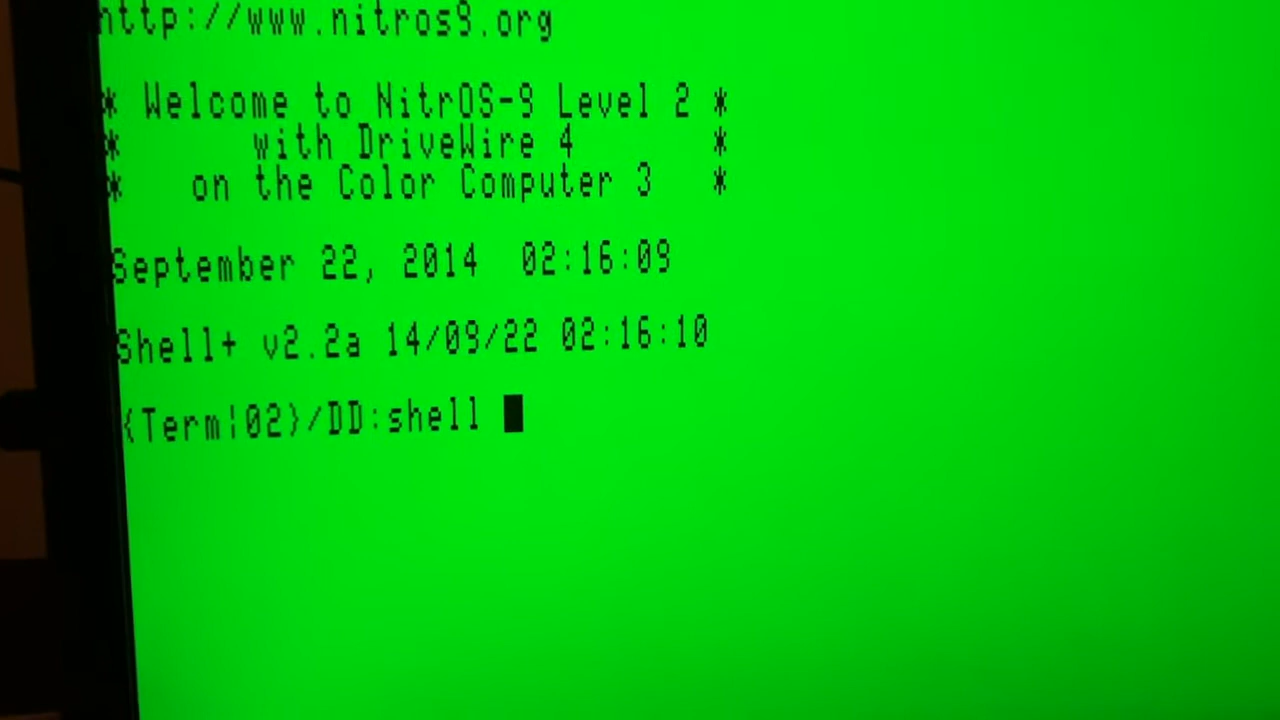 http://www.nitros9.org
* Welcome to NitrOS-9 Level 2 *
* with DriveWire 4 *
* on the Color Computer 3 *
September 22, 2014 02:16:09
Shell+ v2.2a 14/09/22 02:16:10
{Term|02}/DD:shell